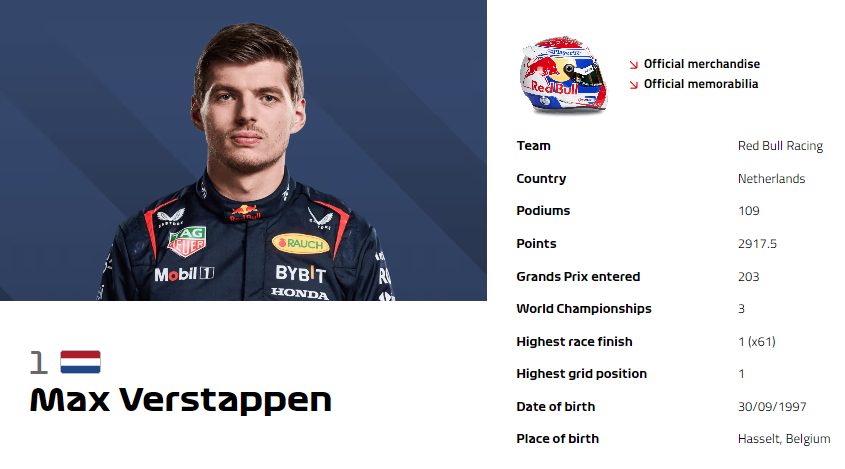 Red Bull
TAG
HEUER
RAUCH
Mobil 1
BYBIT
HONDA
1
Max Verstappen
Red Bull
Official merchandise
Official memorabilia
Team Red Bull Racing
Country Netherlands
Podiums 109
Points 2917.5
Grands Prix entered 203
World Championships 3
Highest race finish 1 (x61)
Highest grid position 1
Date of birth 30/09/1997
Place of birth Hasselt, Belgium